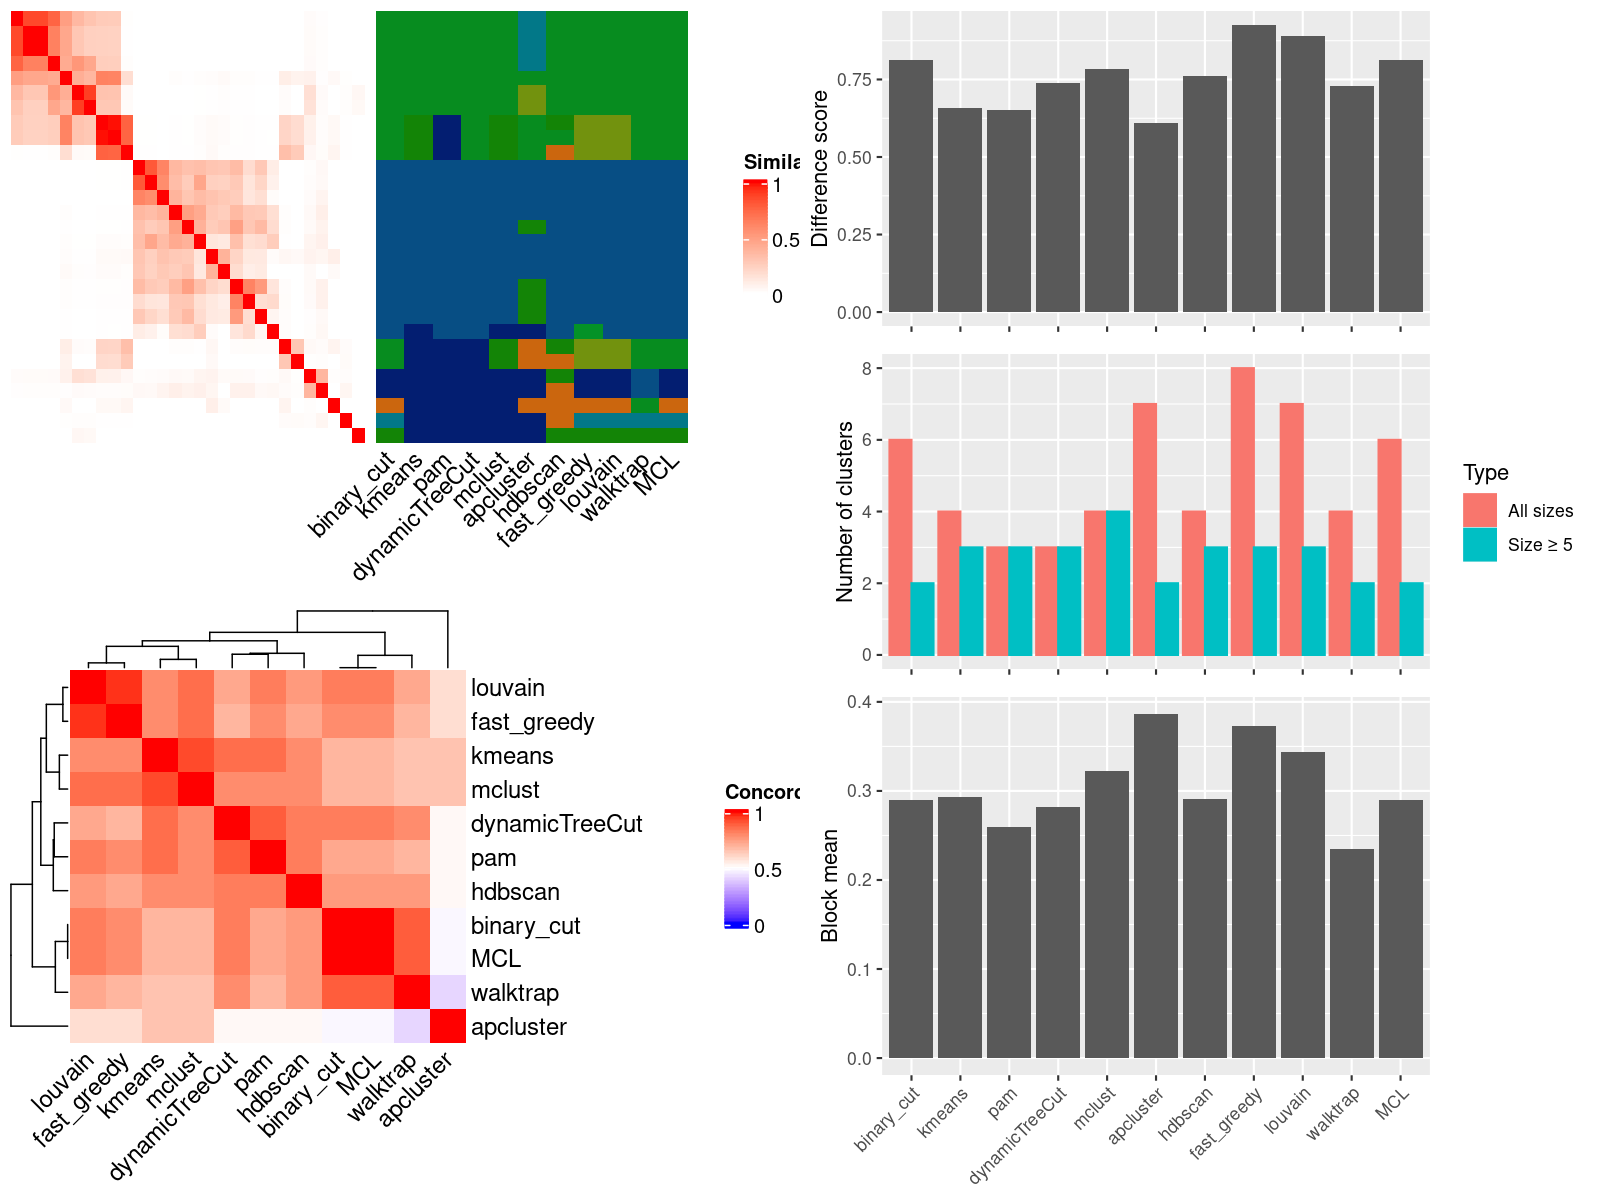 Simila
1
0.5
0
binary_cut
kmeans
pam
dynamicTreeCut
mclust
apcluster
hdbscan
fast_greedy
louvain
walktrap
MCL
louvain
fast_greedy
kmeans
mclust
dynamicTreeCut
pam
hdbscan
binary_cut
MCL
walktrap
apcluster
louvain
fast_greedy
kmeans
mclust
dynamicTreeCut
pam
hdbscan
binary_cut
MCL
walktrap
apcluster
Concord
1
0.5
0
Difference score
0.75
0.50
0.25
0.00
Number of clusters
8
6
4
2
0
Type
All sizes
Size ≥ 5
Block mean
0.4
0.3
0.2
0.1
0.0
binary_cut
kmeans
pam
dynamicTreeCut
mclust
apcluster
hdbscan
fast_greedy
louvain
walktrap
MCL